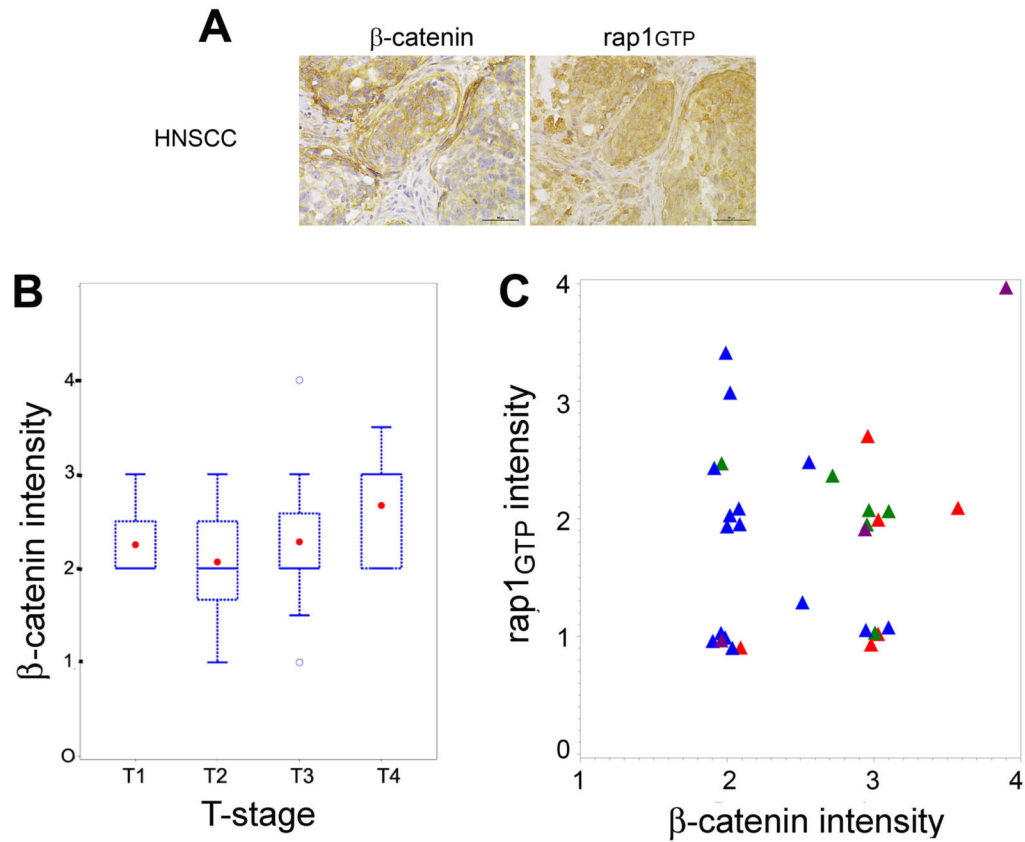 A
β-catenin rap1GTP
HNSCC
B
β-catenin intensity
4
3
2
1
O
T1 T2 T3 T4
T-stage
C
rap1GTP intensity
4
3
2
1
0
1 2 3 4
β-catenin intensity